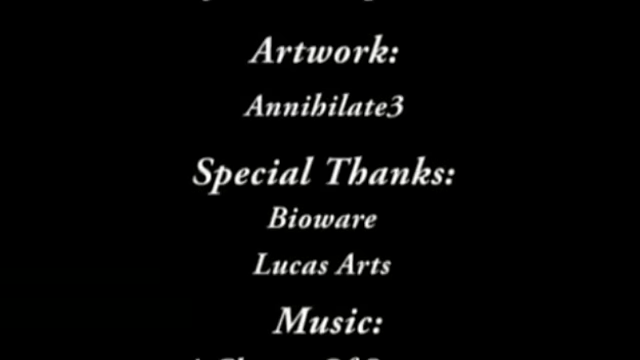 Artwork:
Annihilate3
Special Thanks:
Bioware
Lucas Arts
Music: